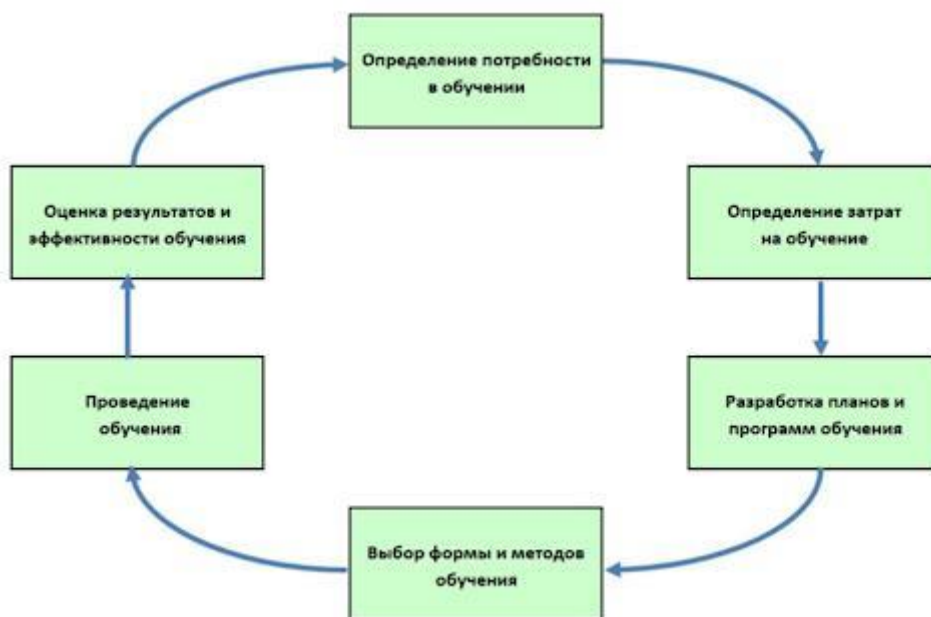 Определение потребности
в обучении
Определение затрат
на обучение
Разработка планов и
программ обучения
Выбор формы и методов
обучения
Проведение
обучения
Оценка результатов и
эффективности обучения